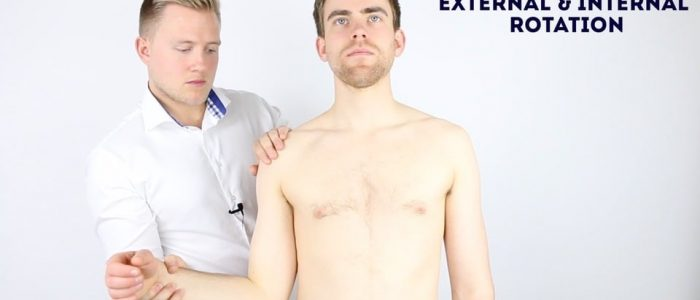 EXTERNAL & INTERNAL
ROTATION